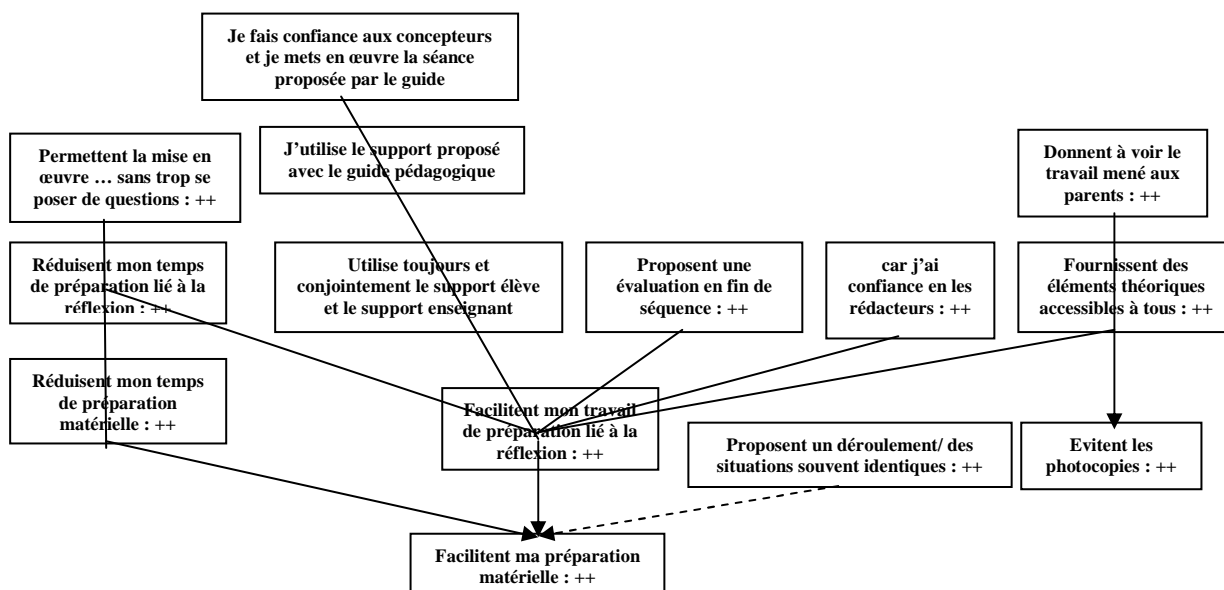 Je fais confiance aux concepteurs
et je mets en œuvre la séance
proposée par le guide
J'utilise le support proposé
avec le guide pédagogique
Permettent la mise en
œuvre … sans trop se
poser de questions : ++
Donnent à voir le
travail mené aux
parents : ++
Réduisent mon temps
de préparation lié à la
réflexion : ++
Utilise toujours et
conjointement le support élève
et le support enseignant
Proposent une
évaluation en fin de
séquence : ++
car j'ai
confiance en les
rédacteurs : ++
Fournissent des
éléments théoriques
accessibles à tous : ++
Réduisent mon temps
de préparation
matérielle : ++
Facilitent mon travail
de préparation lié à la
réflexion : ++
Proposent un déroulement/ des
situations souvent identiques : ++
Evitent les
photocopies : ++
Facilitent ma préparation
matérielle : ++